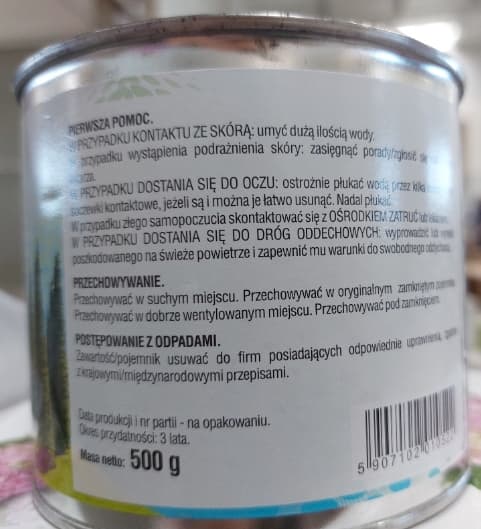 PIERWSZA POMOC.
W PRZYPADKU KONTAKTU ZE SKÓRĄ: umyć dużą ilością wody.
przypadku wystąpienia podrażnienia skóry: zasięgnąć porady/zgłosić się
W PRZYPADKU DOSTANIA SIĘ DO OCZU: ostrożnie płukać wodą przez kilka
soczewki kontaktowe, jeżeli są i można je łatwo usunąć. Nadal płukać.
W przypadku złego samopoczucia skontaktować się z OŚRODKIEM ZATRUĆ
W PRZYPADKU DOSTANIA SIĘ DO DRÓG ODDECHOWYCH: wyprowadzić lub
poszkodowanego na świeże powietrze i zapewnić mu warunki do swobodnego oddychania.
PRZECHOWYWANIE.
Przechowywać w suchym miejscu. Przechowywać w oryginalnym zamkniętym
Przechowywać w dobrze wentylowanym miejscu. Przechowywać pod zamknięciem.
POSTĘPOWANIE Z ODPADAMI.
Zawartość/pojemnik usuwać do firm posiadających odpowiednie uprawnienia,
z krajowymi/międzynarodowymi przepisami.
Data produkcji i nr partii - na opakowaniu.
Okres przydatności: 3 lata.
Masa netto: 500 g
5 907102